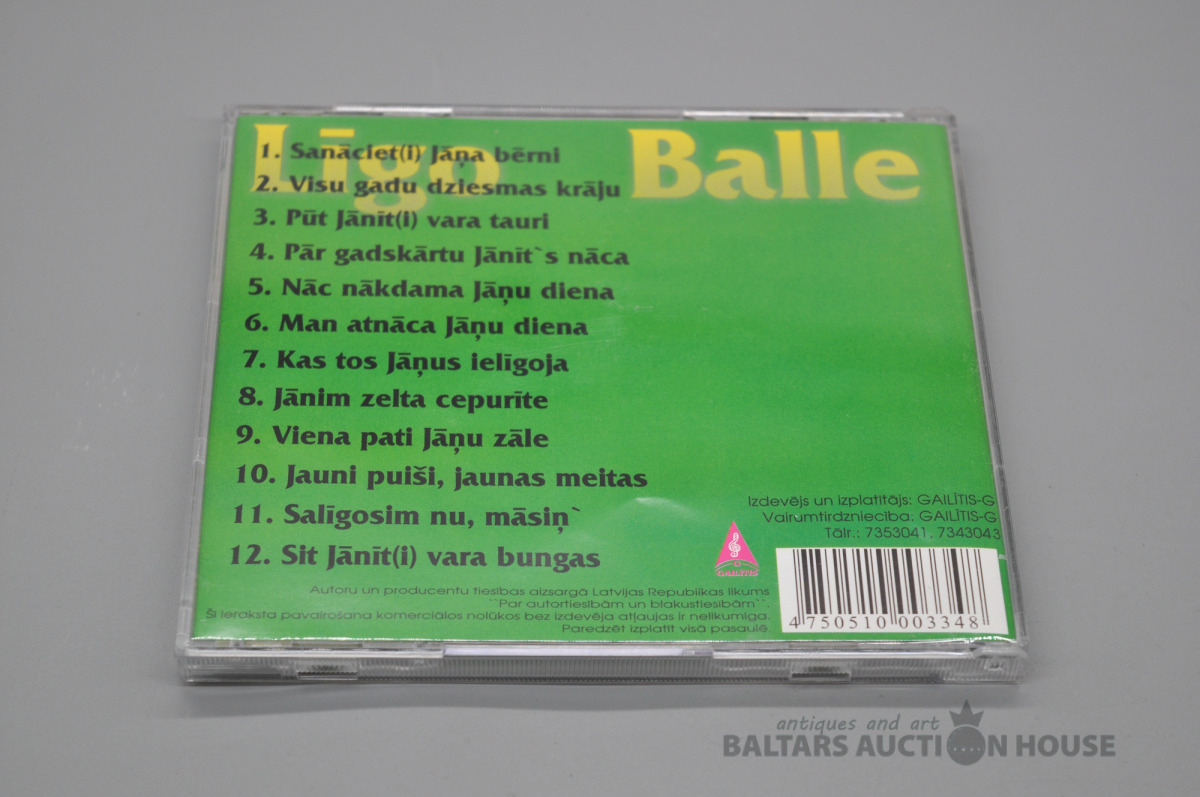 Līgo Balle
1. Sanāciet(i) Jāņa bērni
2. Visu gadu dziesmas krāju
3. Pūt Jānīt(i) vara tauri
4. Pār gadskārtu Jānīt`s nāca
5. Nāc nākdama Jāņu diena
6. Man atnāca Jāņu diena
7. Kas tos Jāņus ielīgoja
8. Jānim zelta cepurīte
9. Viena pati Jāņu zāle
10. Jauni puiši, jaunas meitas
11. Salīgosim nu, māsiņ`
12. Sit Jānīt(i) vara bungas
Izdevējs un izplatītājs: GAILĪTIS-G
Vairumtirdzniecība: GAILĪTIS-G
Tālr.: 7353041, 7343043
GAILĪTIS
Autoru un producentu tiesības aizsargā Latvijas Republikas likums
``Par autortiesībām un blakustiesībām``.
Šī ieraksta pavairošana komerciālos nolūkos bez izdevēja atļaujas ir nelikumīga.
Paredzēt izplatīt visā pasaulē.
4 750510 003348
antiques and art
BALTARS AUCTION HOUSE